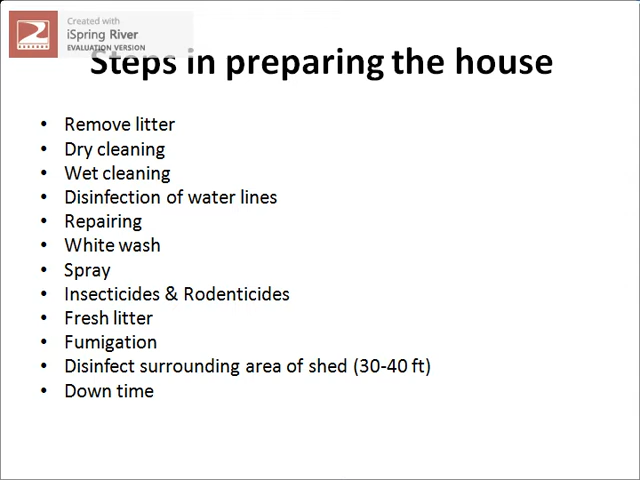 Created with
iSpring River
EVALUATION VERSION
Steps in preparing the house
• Remove litter
• Dry cleaning
• Wet cleaning
• Disinfection of water lines
• Repairing
• White wash
• Spray
• Insecticides & Rodenticides
• Fresh litter
• Fumigation
• Disinfect surrounding area of shed (30-40 ft)
• Down time